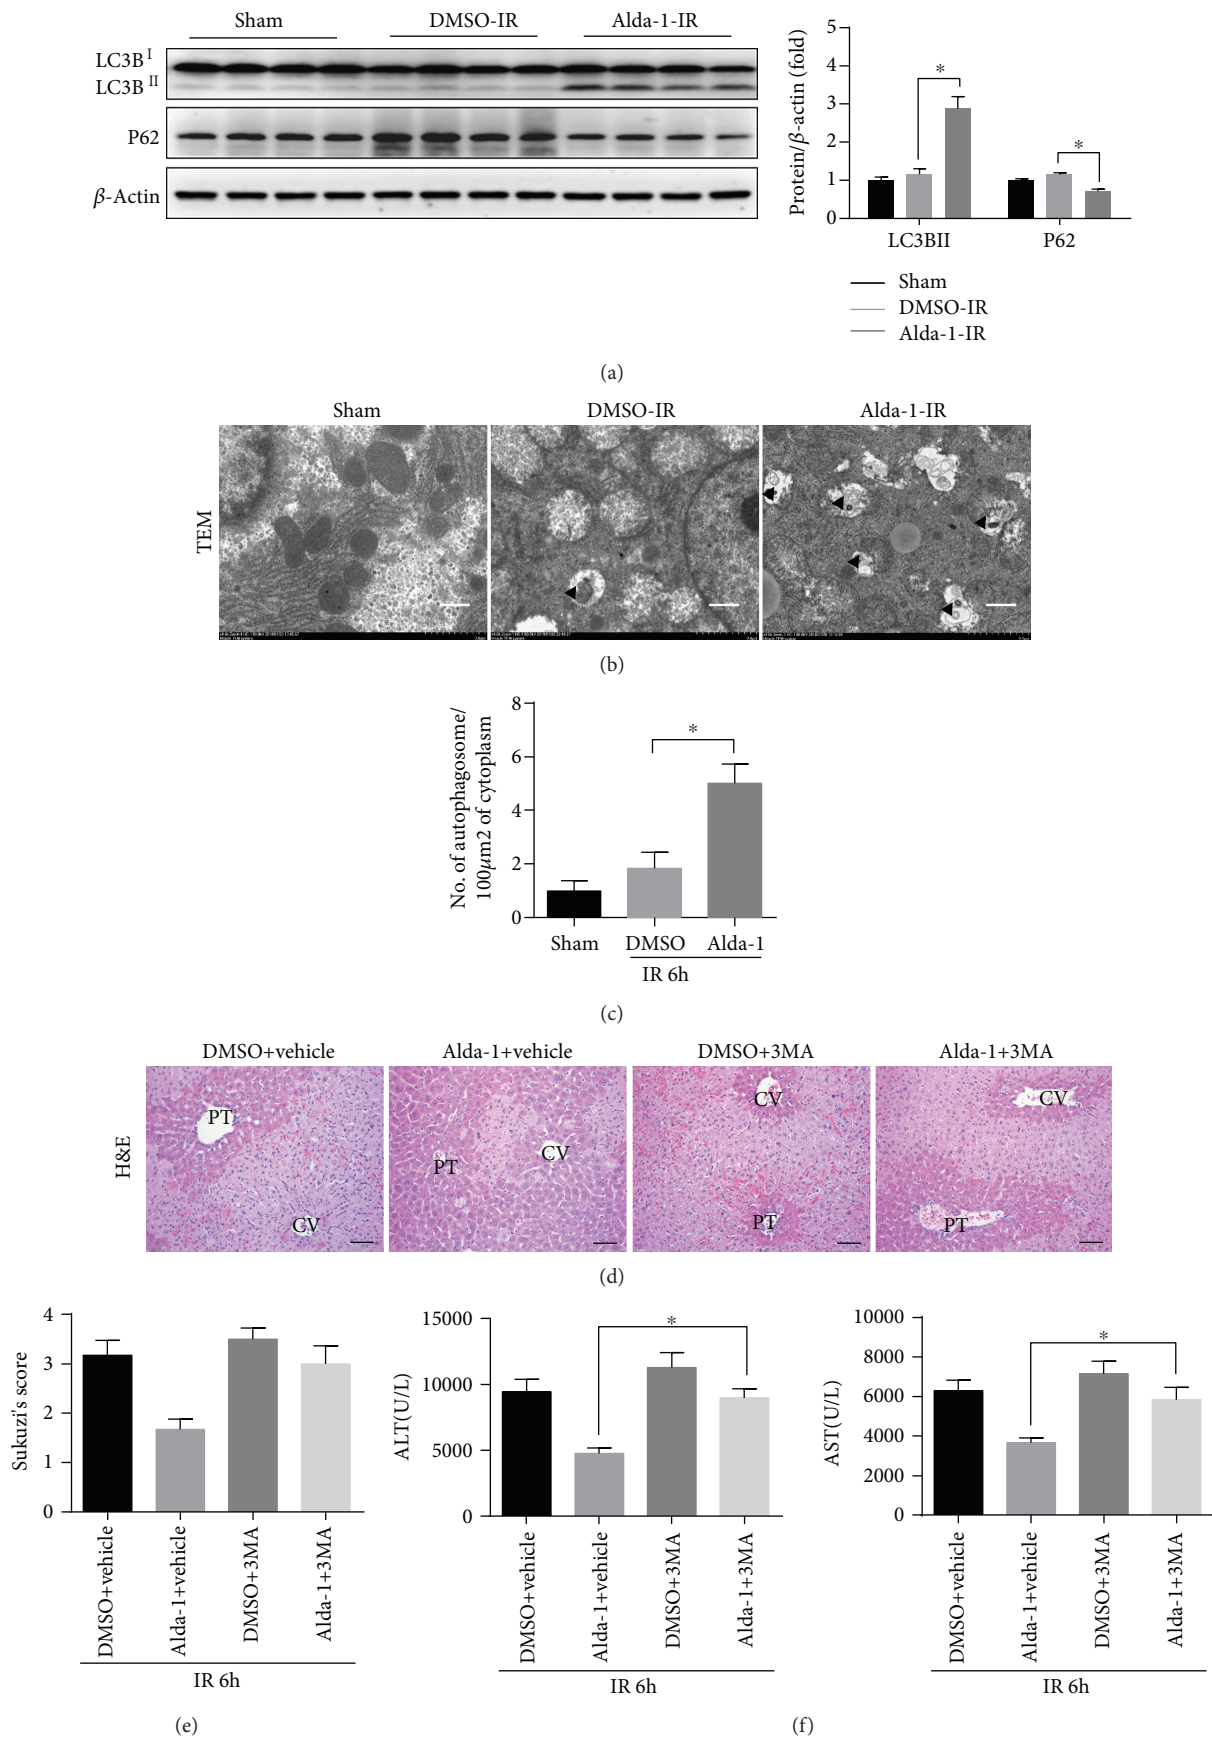 Sham DMSO-IR Alda-1-IR
LC3B I
LC3B II
P62
β-Actin
Protein/β-actin (fold)
5
4
3
2
1
0
*
*
LC3BII P62
Sham
DMSO-IR
Alda-1-IR
(a)
Sham DMSO-IR Alda-1-IR
TEM
(b)
No. of autophagosome/
100μm2 of cytoplasm
8
6
4
2
0
*
Sham DMSO Alda-1
IR 6h
(c)
DMSO+vehicle Alda-1+vehicle DMSO+3MA Alda-1+3MA
H&E
PT
CV
PT
CV
CV
PT
CV
PT
(d)
Sukuzi's score
4
3
2
1
0
DMSO+vehicle
Alda-1+vehicle
DMSO+3MA
Alda-1+3MA
IR 6h
(e)
ALT(U/L)
15000
10000
5000
0
*
DMSO+vehicle
Alda-1+vehicle
DMSO+3MA
Alda-1+3MA
IR 6h
AST(U/L)
10000
8000
6000
4000
2000
0
*
DMSO+vehicle
Alda-1+vehicle
DMSO+3MA
Alda-1+3MA
IR 6h
(f)